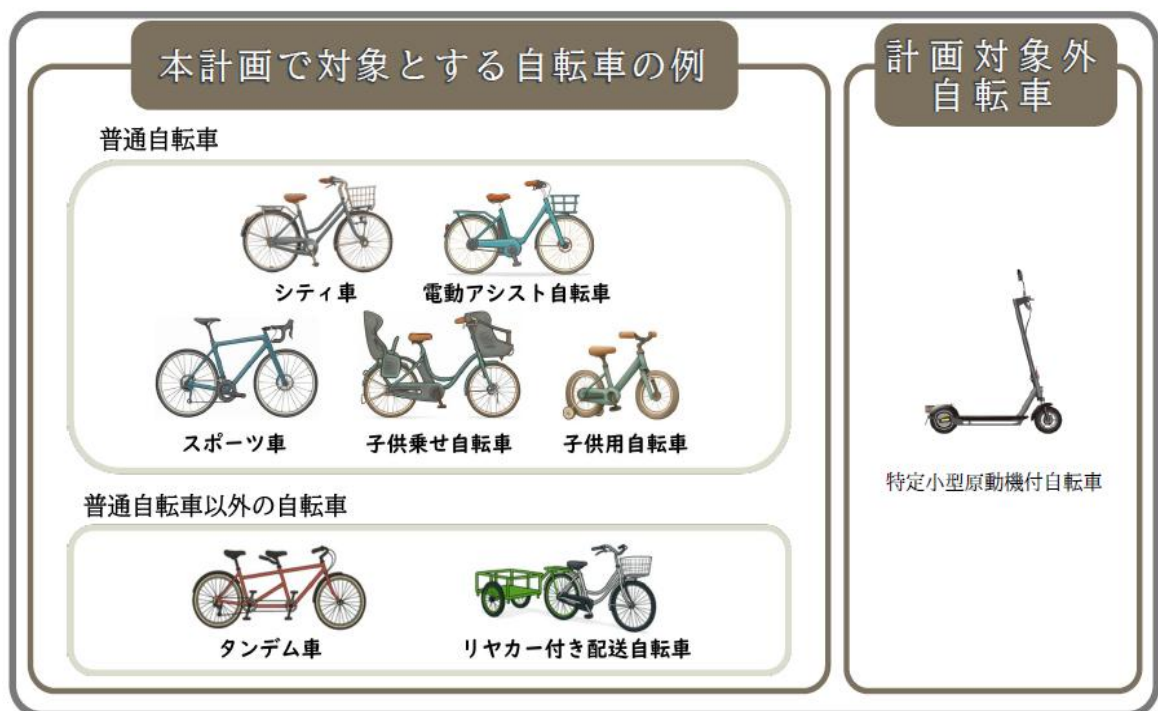 本計画で対象とする自転車の例
普通自転車
シティ車
電動アシスト自転車
スポーツ車
子供乗せ自転車
子供用自転車
普通自転車以外の自転車
タンデム車
リヤカー付き配送自転車
計画対象外
自転車
特定小型原動機付自転車